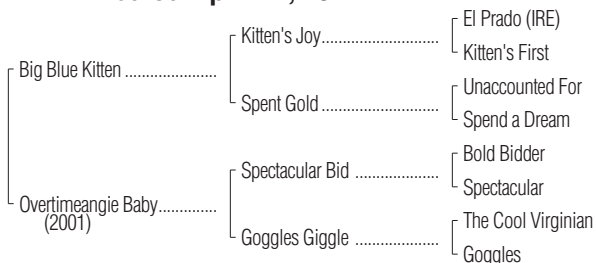 El Prado (IRE)
Kitten's Joy
Kitten's First
Big Blue Kitten
Unaccounted For
Spent Gold
Spend a Dream
Bold Bidder
Spectacular Bid
Spectacular
Overtimeangie Baby
(2001)
The Cool Virginian
Goggles Giggle
Goggles